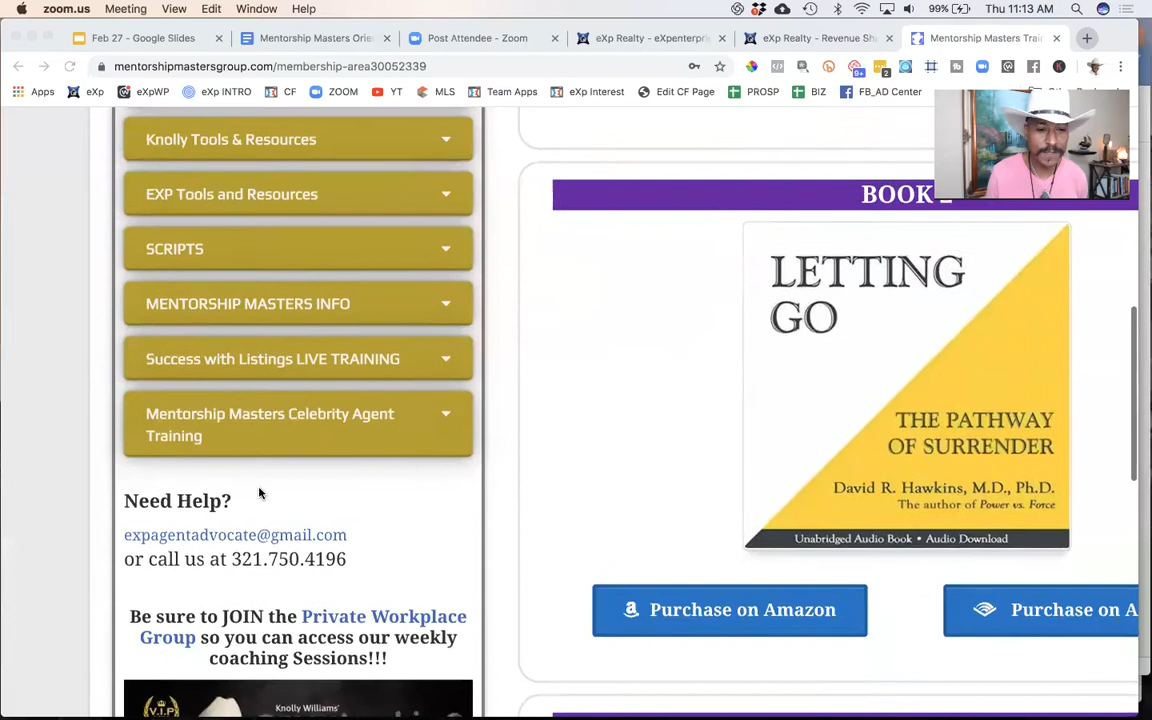 zoom.us Meeting View Edit Window Help 99% Thu 11:13 AM
Feb 27 - Google Slides
Mentorship Masters Orie
Post Attendee - Zoom
eXp Realty - eXpenterpri
eXp Realty - Revenue Sh
Mentorship Masters Trai
mentorshipmastersgroup.com/membership-area30052339
Apps eXp eXpWP eXp INTRO CF ZOOM YT MLS Team Apps eXp Interest Edit CF Page PROSP BIZ FB_AD Center
Knolly Tools & Resources
EXP Tools and Resources
SCRIPTS
MENTORSHIP MASTERS INFO
Success with Listings LIVE TRAINING
Mentorship Masters Celebrity Agent
Training
Need Help?
expagentadvocate@gmail.com
or call us at 321.750.4196
Be sure to JOIN the Private Workplace
Group so you can access our weekly
coaching Sessions!!!
V.I.P
Knolly Williams'
BOOK
LETTING
GO
THE PATHWAY
OF SURRENDER
David R. Hawkins, M.D., Ph.D.
The author of Power vs. Force
Unabridged Audio Book • Audio Download
Purchase on Amazon
Purchase on A